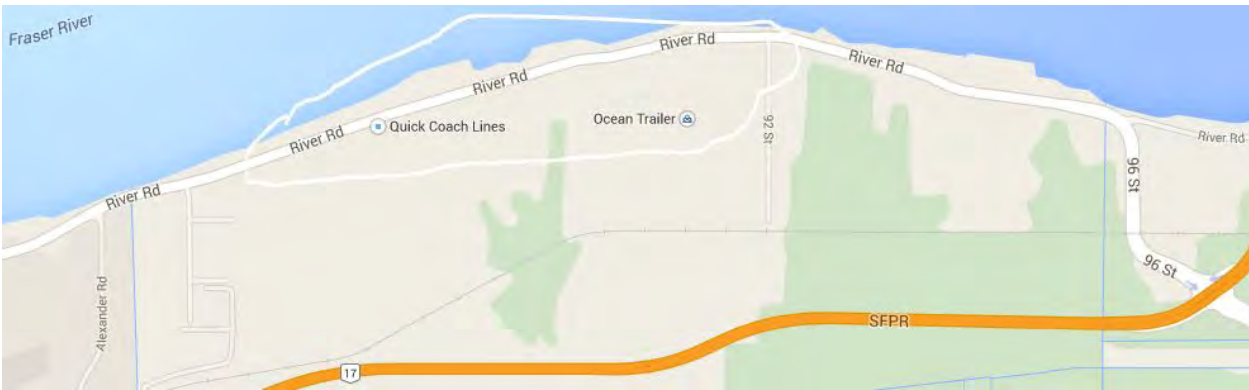 Fraser River
River Rd
River Rd
River Rd
Quick Coach Lines
Ocean Trailer
92 St
River Rd
River Rd
96 St
River Rd
Alexander Rd
96 St
SFPR
17